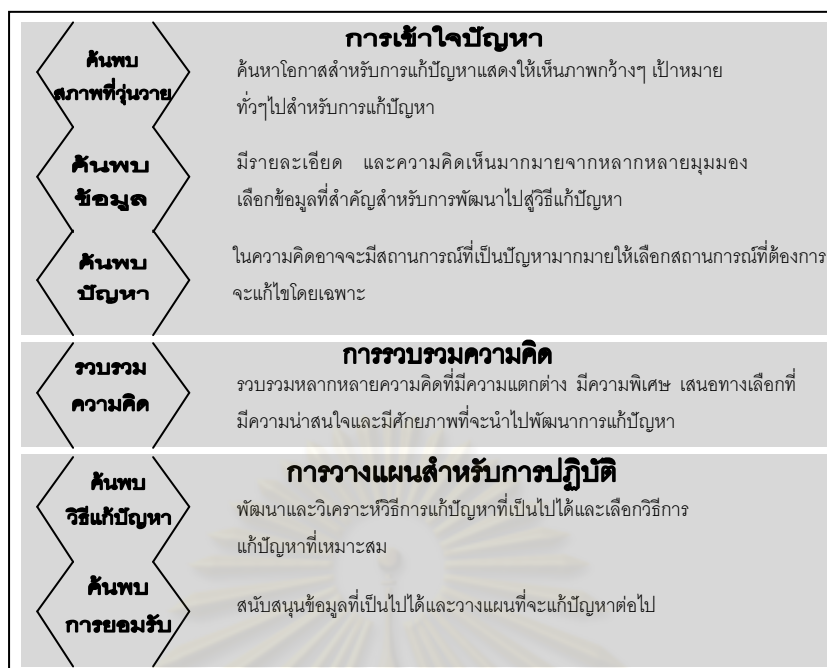 การเข้าใจปัญหา
ค้นพบ
สภาพที่วุ่นวาย
ค้นหาโอกาสสำหรับการแก้ปัญหาแสดงให้เห็นภาพกว้างๆ เป้าหมาย
ทั่วๆไปสำหรับการแก้ปัญหา
ค้นพบ
ข้อมูล
มีรายละเอียด และความคิดเห็นมากมายจากหลากหลายมุมมอง
เลือกข้อมูลที่สำคัญสำหรับการพัฒนาไปสู่วิธีแก้ปัญหา
ค้นพบ
ปัญหา
ในความคิดอาจจะมีสถานการณ์ที่เป็นปัญหามากมายให้เลือกสถานการณ์ที่ต้องการ
จะแก้ไขโดยเฉพาะ
การรวบรวมความคิด
รวบรวม
ความคิด
รวบรวมหลากหลายความคิดที่มีความแตกต่าง มีความพิเศษ เสนอทางเลือกที่
มีความน่าสนใจและมีศักยภาพที่จะนำไปพัฒนาการแก้ปัญหา
การวางแผนสำหรับการปฏิบัติ
ค้นพบ
วิธีแก้ปัญหา
พัฒนาและวิเคราะห์วิธีการแก้ปัญหาที่เป็นไปได้และเลือกวิธีการ
แก้ปัญหาที่เหมาะสม
ค้นพบ
การยอมรับ
สนับสนุนข้อมูลที่เป็นไปได้และวางแผนที่จะแก้ปัญหาต่อไป